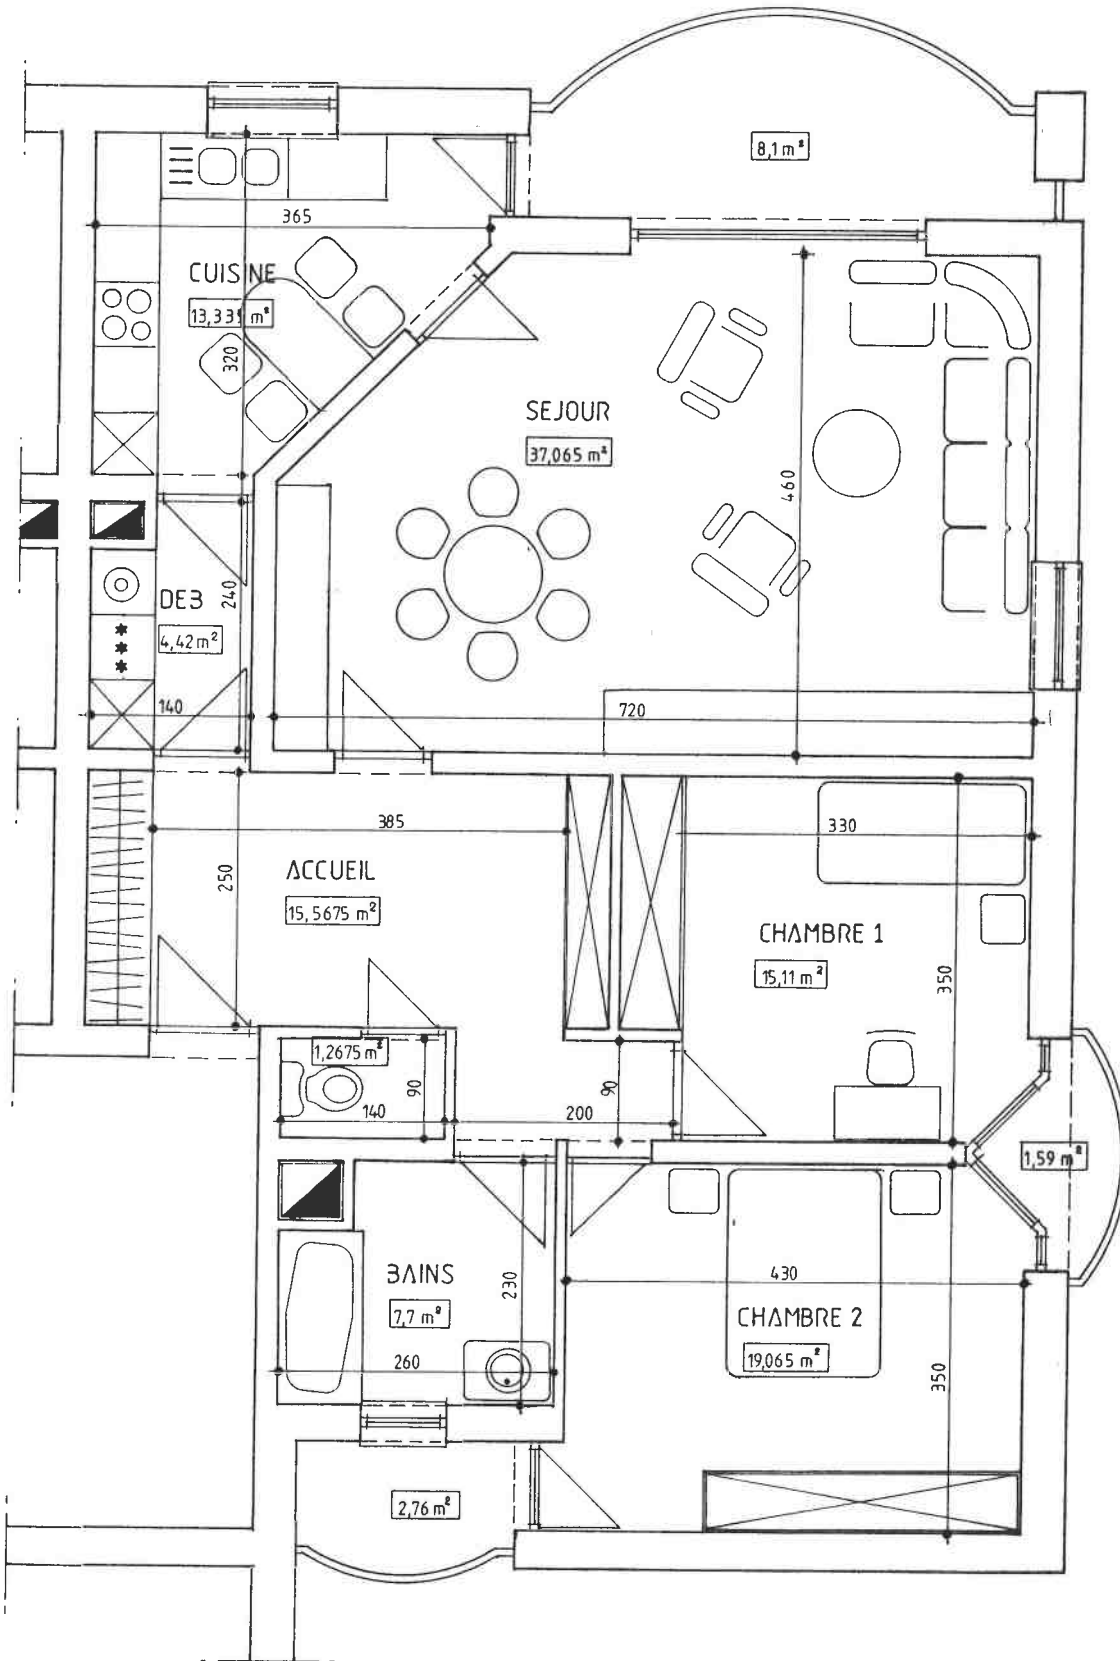 8,1 m²
365
CUISINE
13,335 m²
320
SEJOUR
37,065 m²
460
DEB
4,42 m²
240
140
720
385
330
250
ACCUEIL
15,5675 m²
CHAMBRE 1
15,11 m²
350
1,2675 m²
90
140
90
200
1,59 m²
BAINS
7,7 m²
230
260
430
CHAMBRE 2
19,065 m²
350
2,76 m²